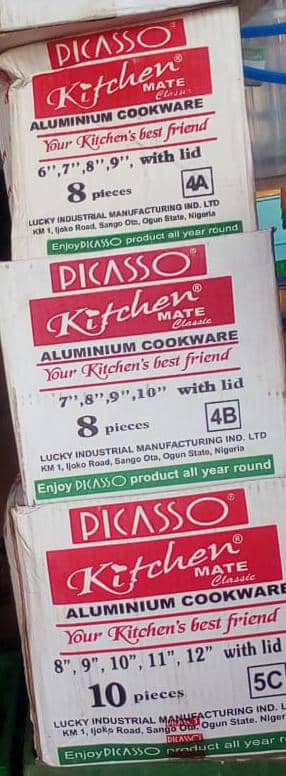 PICASSO
Kitchen®
MATE
Classic
ALUMINIUM COOKWARE
Your Kitchen's best friend
6",7",8",9", with lid
8 pieces
4A
LUCKY INDUSTRIAL MANUFACTURING IND. LTD
KM 1, Ijoko Road, Sango Ota, Ogun State, Nigeria
Enjoy PICASSO product all year round
PICASSO®
Kitchen®
MATE
Classic
ALUMINIUM COOKWARE
Your Kitchen's best friend
7",8",9",10" with lid
8 pieces
4B
LUCKY INDUSTRIAL MANUFACTURING IND. LTD
KM 1, Ijoko Road, Sango Ota, Ogun State, Nigeria
Enjoy PICASSO product all year round
PICASSO®
Kitchen®
MATE
Classic
ALUMINIUM COOKWARE
Your Kitchen's best friend
8", 9", 10", 11", 12" with lid
10 pieces
5C
LUCKY INDUSTRIAL MANUFACTURING IND. L
KM 1, Ijoko Road, Sango Ota, Ogun State. Niger
Enjoy PICASSO product all year r